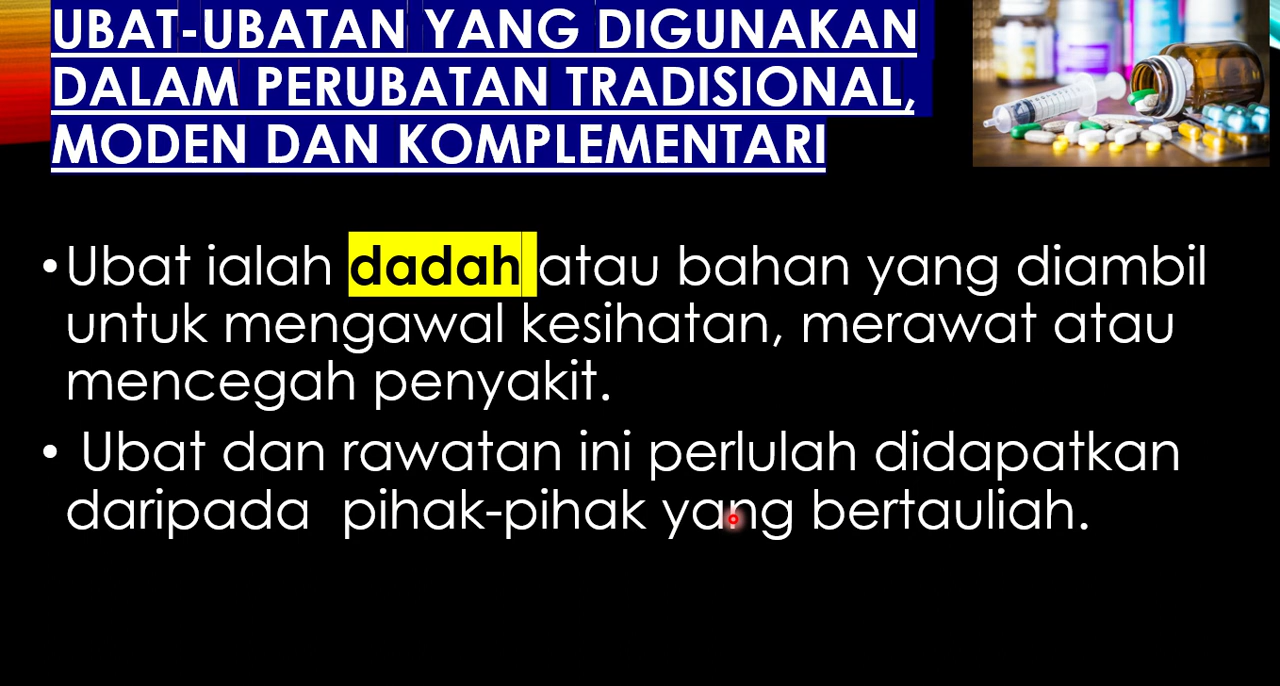 UBAT-UBATAN YANG DIGUNAKAN
DALAM PERUBATAN TRADISIONAL,
MODEN DAN KOMPLEMENTARI
•Ubat ialah dadah atau bahan yang diambil
untuk mengawal kesihatan, merawat atau
mencegah penyakit.
• Ubat dan rawatan ini perlulah didapatkan
daripada pihak-pihak yang bertauliah.